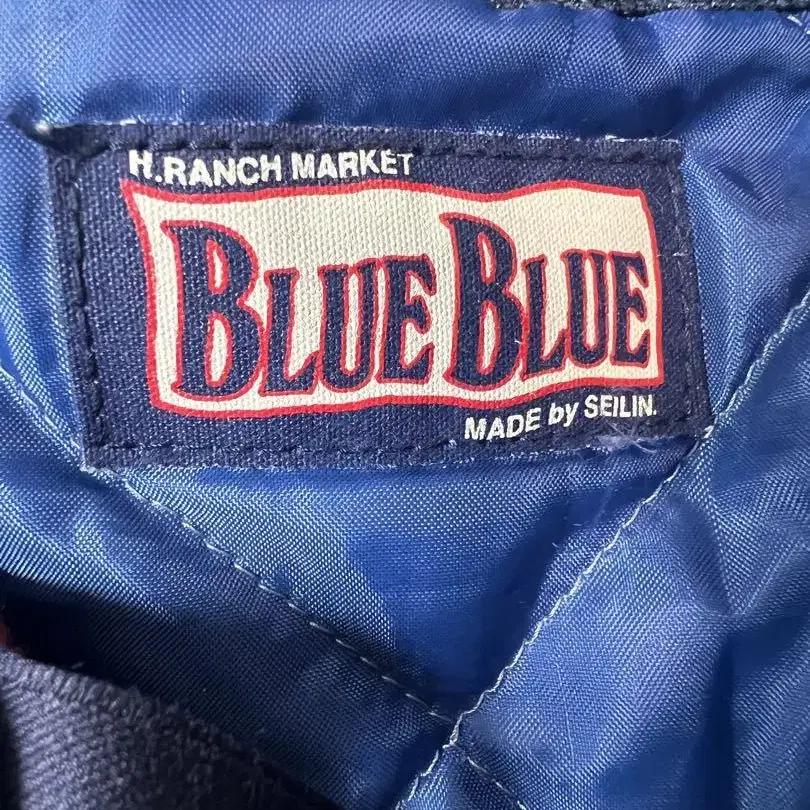 H.RANCH MARKET
BLUE BLUE
MADE by SEILIN.